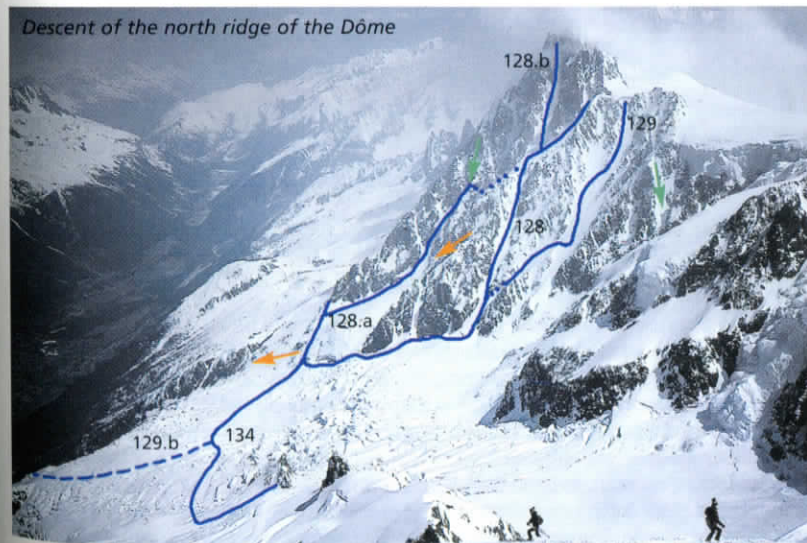 Descent of the north ridge of the Dôme
128.b
129
128
128.a
134
129.b